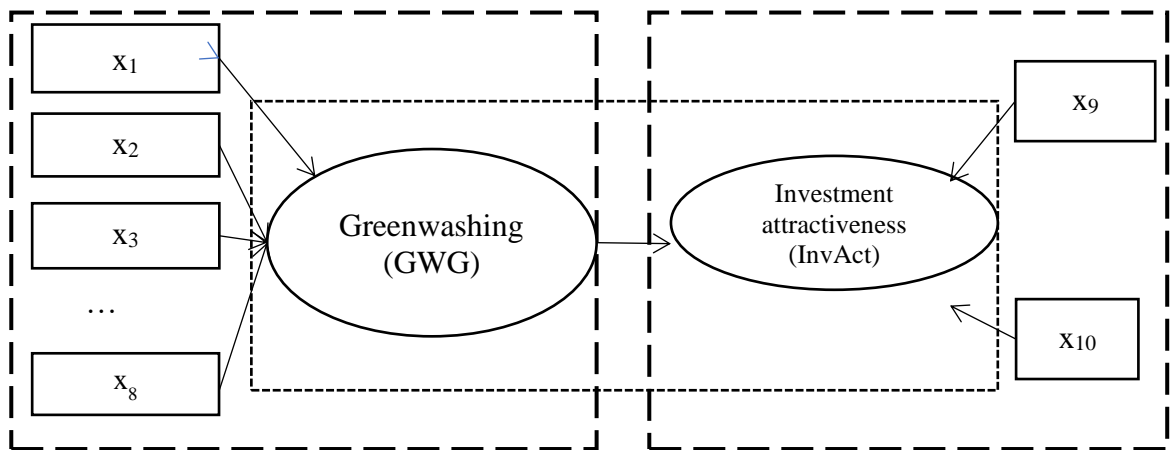 x₁
x₂
x₃
…
x₈
Greenwashing
(GWG)
Investment
attractiveness
(InvAct)
x₉
x₁₀